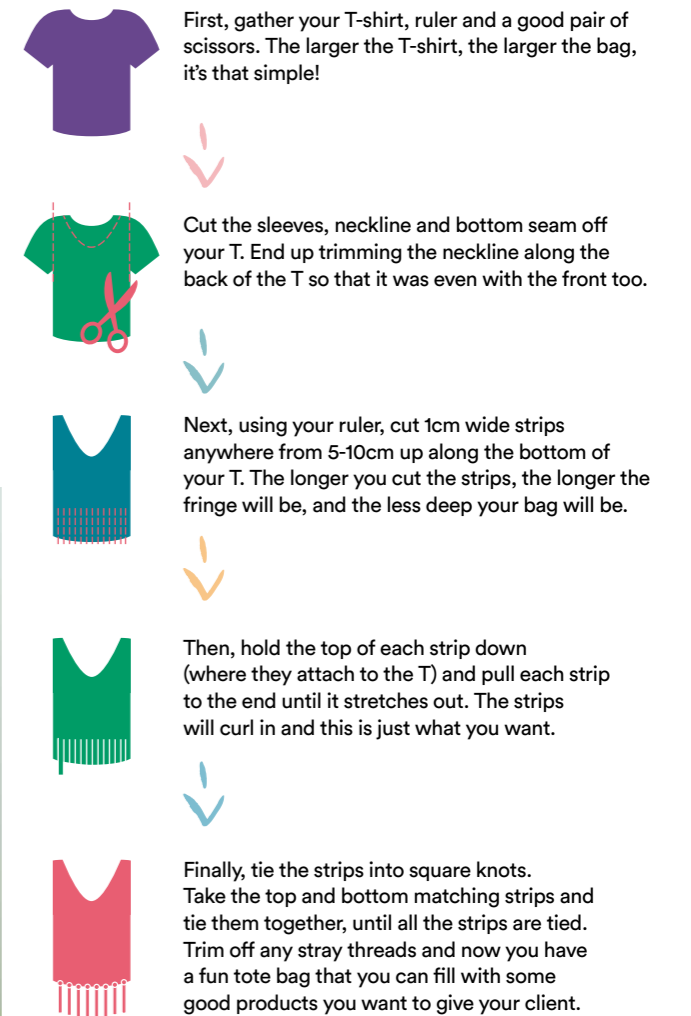 First, gather your T-shirt, ruler and a good pair of
scissors. The larger the T-shirt, the larger the bag,
it's that simple!
Cut the sleeves, neckline and bottom seam off
your T. End up trimming the neckline along the
back of the T so that it was even with the front too.
Next, using your ruler, cut 1cm wide strips
anywhere from 5-10cm up along the bottom of
your T. The longer you cut the strips, the longer the
fringe will be, and the less deep your bag will be.
Then, hold the top of each strip down
(where they attach to the T) and pull each strip
to the end until it stretches out. The strips
will curl in and this is just what you want.
Finally, tie the strips into square knots.
Take the top and bottom matching strips and
tie them together, until all the strips are tied.
Trim off any stray threads and now you have
a fun tote bag that you can fill with some
good products you want to give your client.